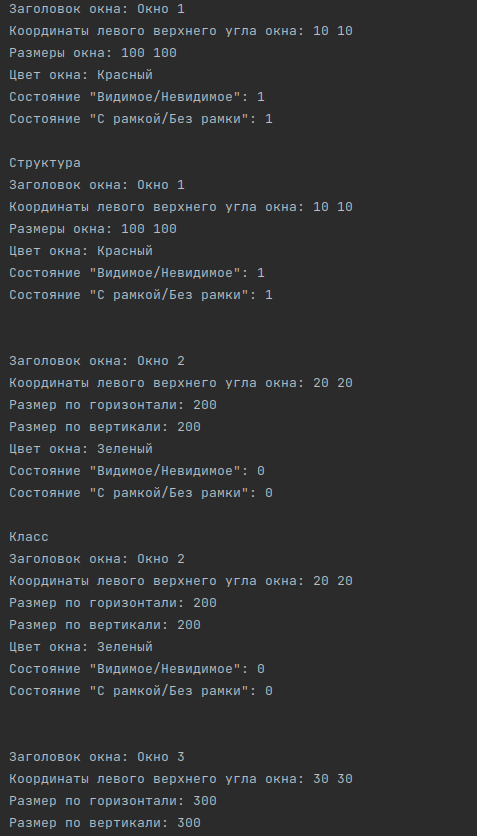 Заголовок окна: Окно 1
Координаты левого верхнего угла окна: 10 10
Размеры окна: 100 100
Цвет окна: Красный
Состояние "Видимое/Невидимое": 1
Состояние "С рамкой/Без рамки": 1
Структура
Заголовок окна: Окно 1
Координаты левого верхнего угла окна: 10 10
Размеры окна: 100 100
Цвет окна: Красный
Состояние "Видимое/Невидимое": 1
Состояние "С рамкой/Без рамки": 1
Заголовок окна: Окно 2
Координаты левого верхнего угла окна: 20 20
Размер по горизонтали: 200
Размер по вертикали: 200
Цвет окна: Зеленый
Состояние "Видимое/Невидимое": 0
Состояние "С рамкой/Без рамки": 0
Класс
Заголовок окна: Окно 2
Координаты левого верхнего угла окна: 20 20
Размер по горизонтали: 200
Размер по вертикали: 200
Цвет окна: Зеленый
Состояние "Видимое/Невидимое": 0
Состояние "С рамкой/Без рамки": 0
Заголовок окна: Окно 3
Координаты левого верхнего угла окна: 30 30
Размер по горизонтали: 300
Размер по вертикали: 300